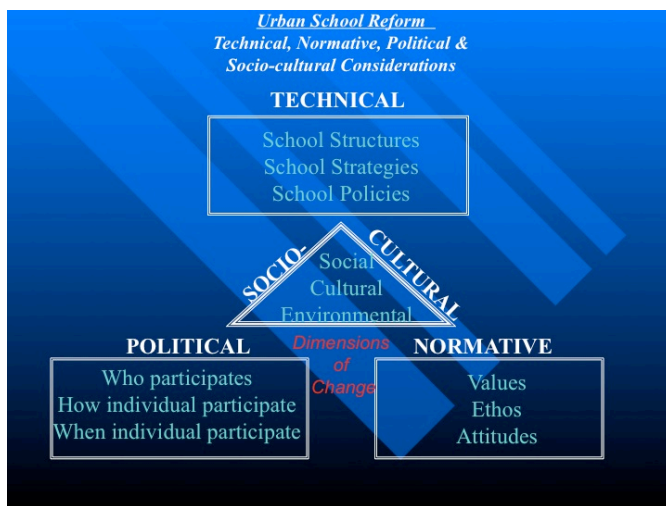 Urban School Reform
Technical, Normative, Political &
Socio-cultural Considerations
TECHNICAL
School Structures
School Strategies
School Policies
SOCIO-
CULTURAL
Social
Cultural
Environmental
Dimensions
of
Change
POLITICAL
Who participates
How individual participate
When individual participate
NORMATIVE
Values
Ethos
Attitudes